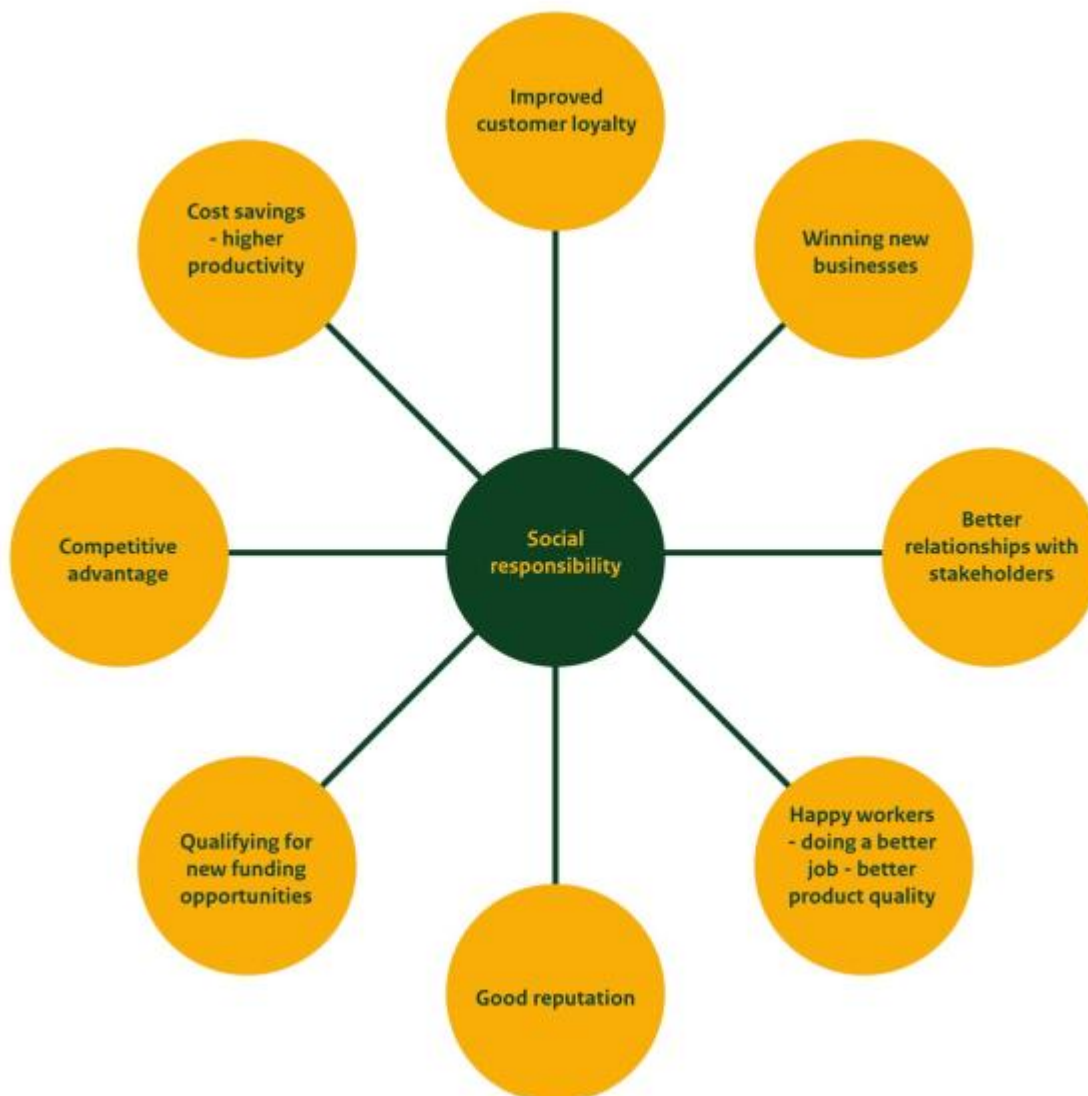 Improved
customer loyalty
Cost savings
- higher
productivity
Winning new
businesses
Competitive
advantage
Social
responsibility
Better
relationships with
stakeholders
Qualifying for
new funding
opportunities
Happy workers
- doing a better
job - better
product quality
Good reputation